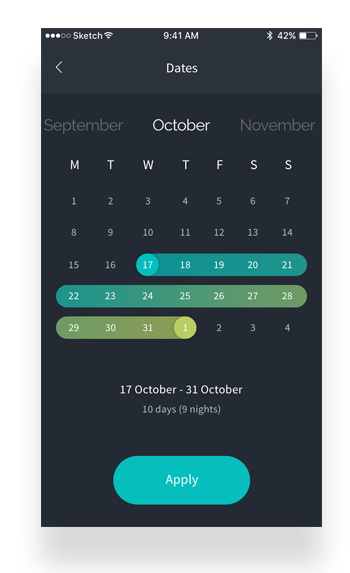 Sketch 9:41 AM 42%
Dates
September October November
M T W T F S S
1 2 3 4 5 6 7
8 9 10 11 12 13 14
15 16 17 18 19 20 21
22 23 24 25 26 27 28
29 30 31 1 2 3 4
17 October - 31 October
10 days (9 nights)
Apply